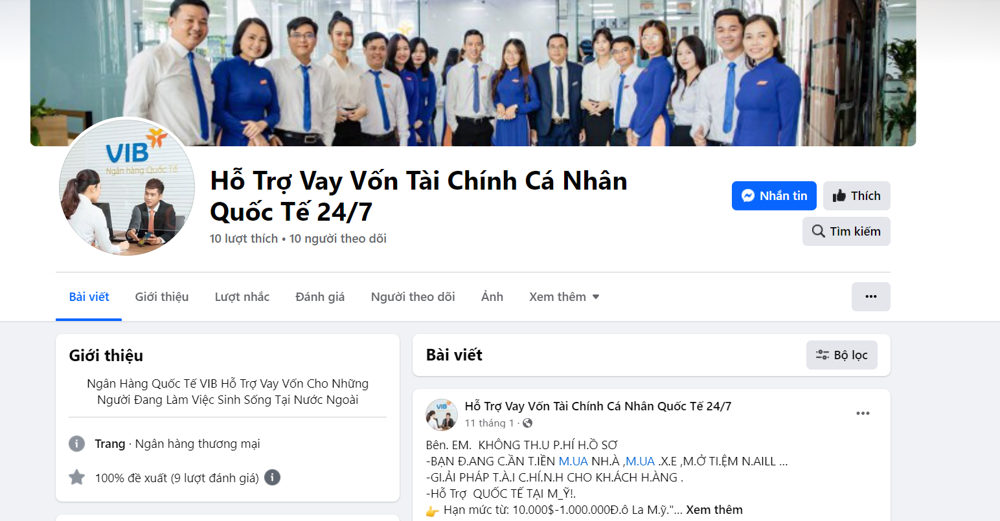 VIB
Ngân hàng Quốc Tế
Hỗ Trợ Vay Vốn Tài Chính Cá Nhân
Quốc Tế 24/7
10 lượt thích • 10 người theo dõi
Nhắn tin
Thích
Tìm kiếm
Bài viết
Giới thiệu
Lượt nhắc
Đánh giá
Người theo dõi
Ảnh
Xem thêm
Giới thiệu
Ngân Hàng Quốc Tế VIB Hỗ Trợ Vay Vốn Cho Những
Người Đang Làm Việc Sinh Sống Tại Nước Ngoài
Trang · Ngân hàng thương mại
100% đề xuất (9 lượt đánh giá)
Bài viết
Bộ lọc
VIB
Hỗ Trợ Vay Vốn Tài Chính Cá Nhân Quốc Tế 24/7
11 tháng 1 ·
Bên. EM.  KHÔNG TH.U P.HÍ H.Ồ SƠ
-BẠN Đ.ANG C.ẦN T.IỀN M.UA NH.À ,M.UA .X.E ,M.Ở TI.ỆM N.AILL ...
-GI.ẢI PHÁP T.À.I C.HÍ.N.H CHO KH.ÁCH H.ÀNG .
-Hỗ Trợ  QUỐC TẾ TẠI M_Ỹ!.
👉 Hạn mức từ: 10.000$-1.000.000Đ.ô La M.ỹ."... Xem thêm